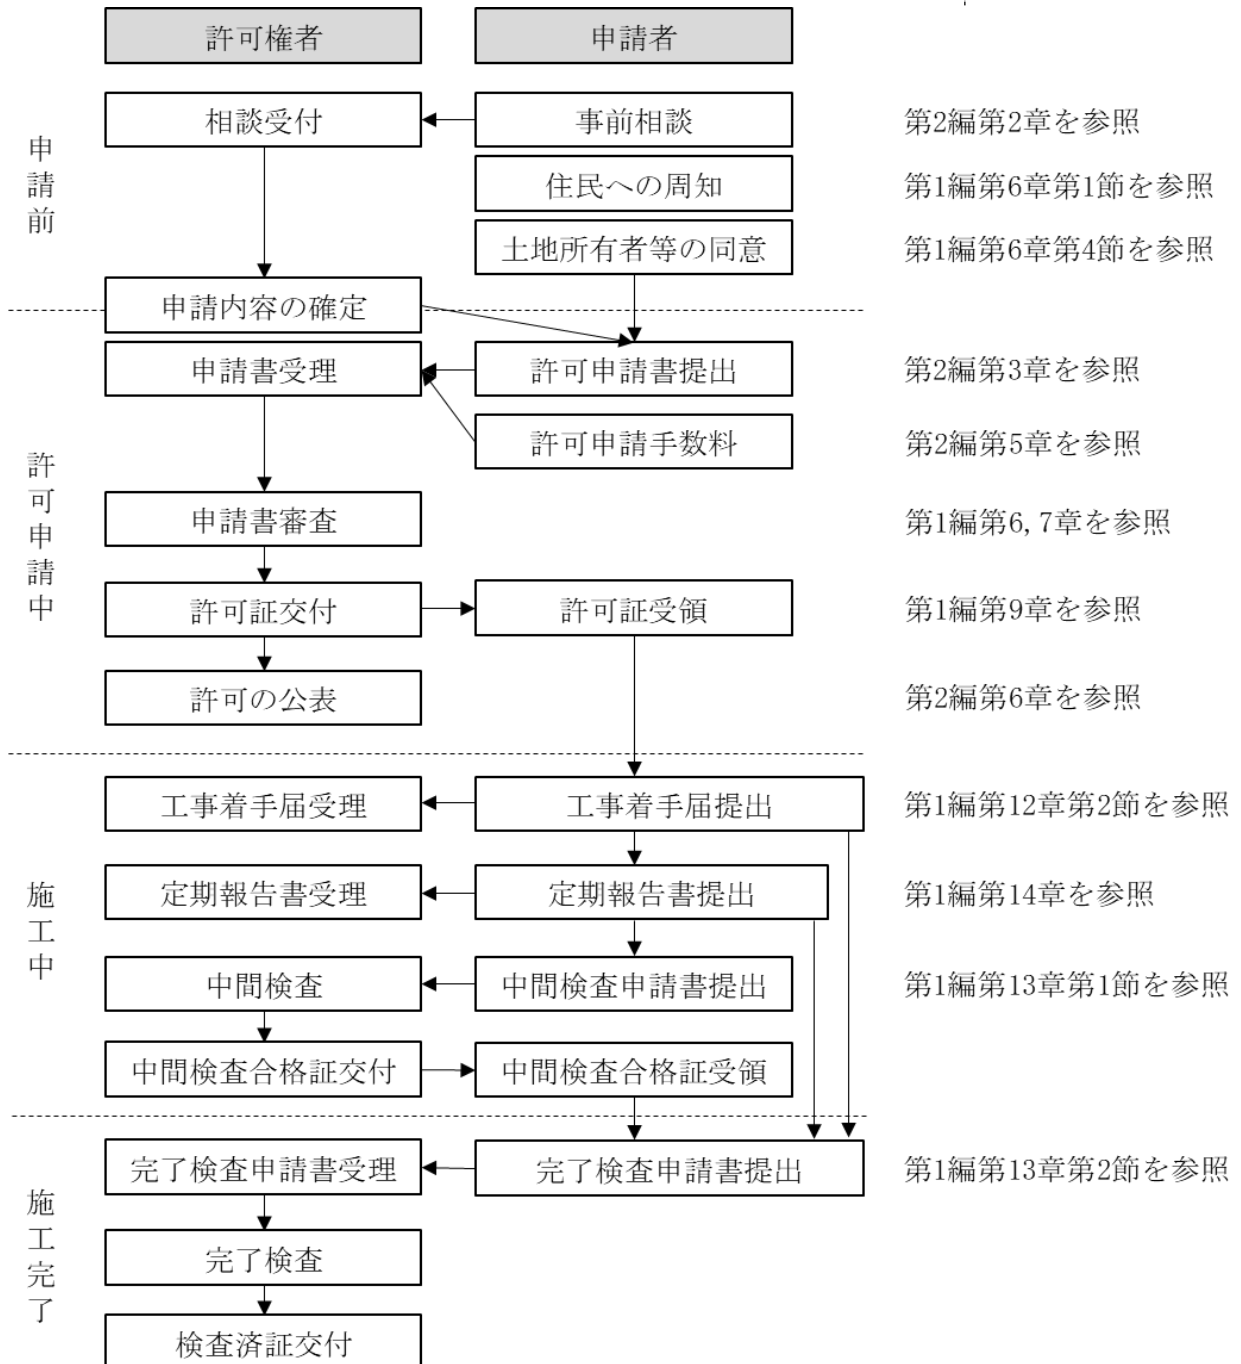 許可権者 申請者
申請前
相談受付 事前相談 第2編第2章を参照
住民への周知 第1編第6章第1節を参照
土地所有者等の同意 第1編第6章第4節を参照
申請内容の確定
許可申請中
申請書受理 許可申請書提出 第2編第3章を参照
許可申請手数料 第2編第5章を参照
申請書審査 第1編第6,7章を参照
許可証交付 許可証受領 第1編第9章を参照
許可の公表 第2編第6章を参照
施工中
工事着手届受理 工事着手届提出 第1編第12章第2節を参照
定期報告書受理 定期報告書提出 第1編第14章を参照
中間検査 中間検査申請書提出 第1編第13章第1節を参照
中間検査合格証交付 中間検査合格証受領
施工完了
完了検査申請書受理 完了検査申請書提出 第1編第13章第2節を参照
完了検査
検査済証交付